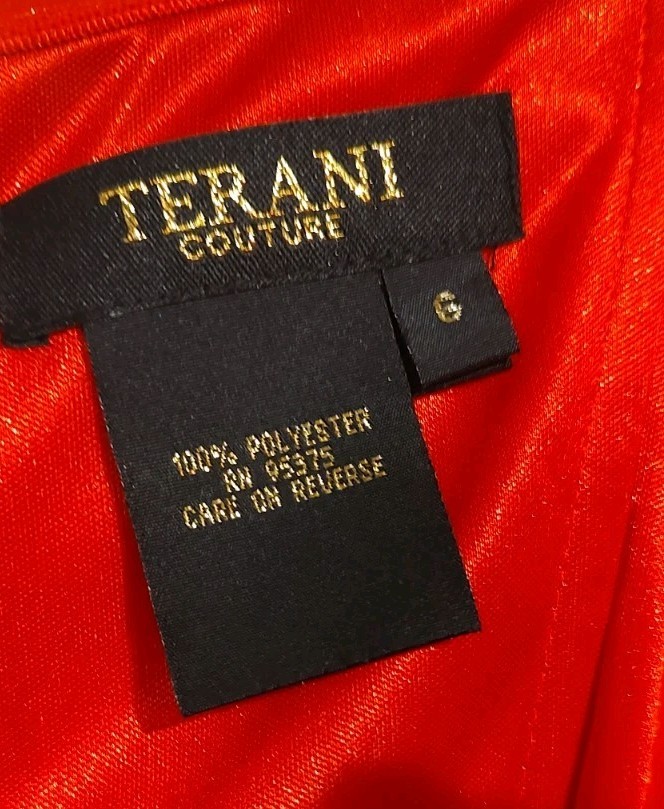 TERANI
COUTURE
6
100% POLYESTER
RN 95375
CARE ON REVERSE